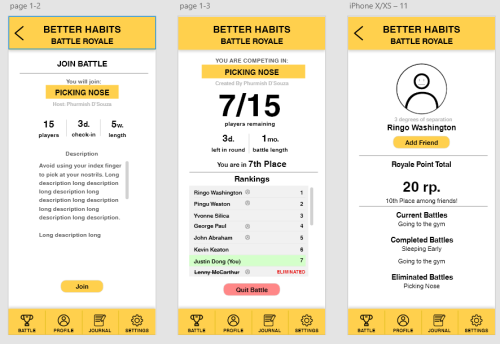 page 1-2
BETTER HABITS
BATTLE ROYALE
JOIN BATTLE
You will join:
PICKING NOSE
Host: Pharmish D'Souza
15
players
3d.
check-in
5w.
length
Description
Avoid using your index finger
to pick at your nostrils. Long
description long description
long description long
description long description
long description long
description long description.
Long description long
Join
BATTLE
PROFILE
JOURNAL
SETTINGS
page 1-3
BETTER HABITS
BATTLE ROYALE
YOU ARE COMPETING IN:
PICKING NOSE
Created By Pharmish D'Souza
7/15
players remaining
3d.
left in round
1mo.
battle length
You are in 7th Place
Rankings
Ringo Washington 1
Pingu Weston 2
Yvonne Silica 3
George Paul 4
John Abraham 5
Kevin Keaton 6
Justin Dong (You) 7
Lenny McCarthur ELIMINATED
Quit Battle
BATTLE
PROFILE
JOURNAL
SETTINGS
iPhone X/XS – 11
BETTER HABITS
BATTLE ROYALE
3 degrees of separation
Ringo Washington
Add Friend
Royale Point Total
20 rp.
10th Place among friends!
Current Battles
Going to the gym
Completed Battles
Sleeping Early
Going to the gym
Eliminated Battles
Picking Nose
BATTLE
PROFILE
JOURNAL
SETTINGS